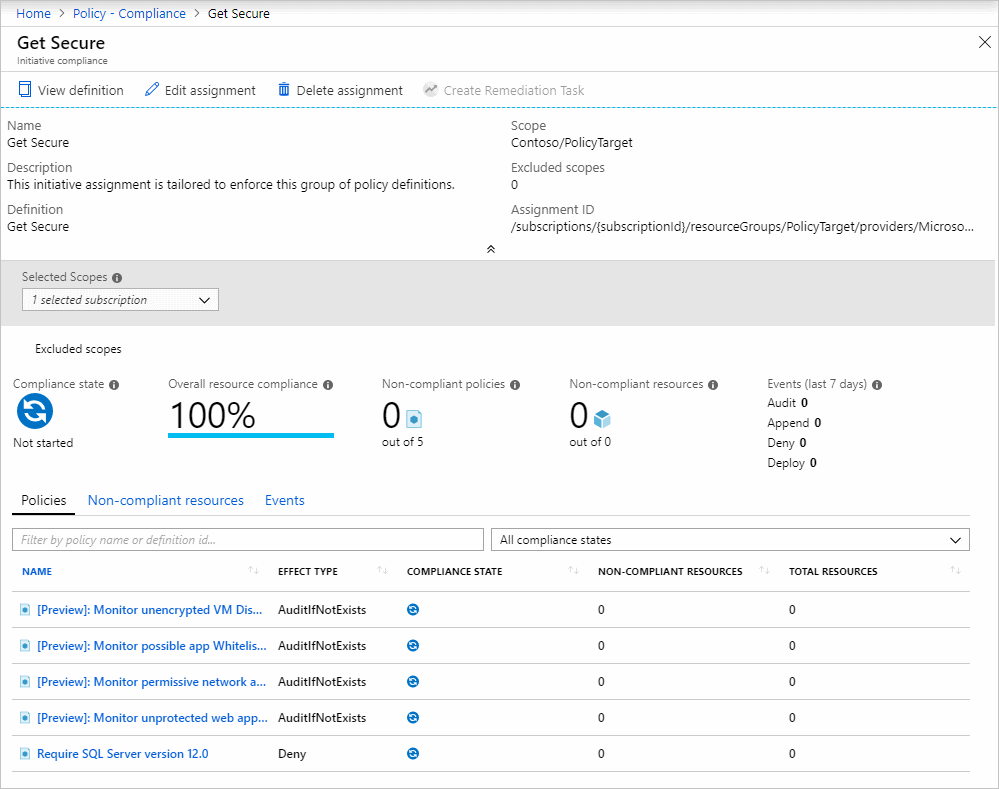 Home > Policy - Compliance > Get Secure
Get Secure
Initiative compliance
View definition Edit assignment Delete assignment Create Remediation Task
Name
Get Secure
Description
This initiative assignment is tailored to enforce this group of policy definitions.
Definition
Get Secure
Scope
Contoso/PolicyTarget
Excluded scopes
0
Assignment ID
/subscriptions/{subscriptionId}/resourceGroups/PolicyTarget/providers/Microso...
Selected Scopes
1 selected subscription
Excluded scopes
Compliance state
Not started
Overall resource compliance
100%
Non-compliant policies
0
out of 5
Non-compliant resources
0
out of 0
Events (last 7 days)
Audit 0
Append 0
Deny 0
Deploy 0
Policies Non-compliant resources Events
Filter by policy name or definition id... All compliance states
NAME EFFECT TYPE COMPLIANCE STATE NON-COMPLIANT RESOURCES TOTAL RESOURCES
[Preview]: Monitor unencrypted VM Dis... AuditIfNotExists 0 0
[Preview]: Monitor possible app Whitelis... AuditIfNotExists 0 0
[Preview]: Monitor permissive network a... AuditIfNotExists 0 0
[Preview]: Monitor unprotected web app... AuditIfNotExists 0 0
Require SQL Server version 12.0 Deny 0 0